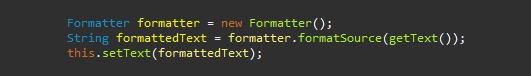 Formatter formatter = new Formatter();
String formattedText = formatter.formatSource(getText());
this.setText(formattedText);